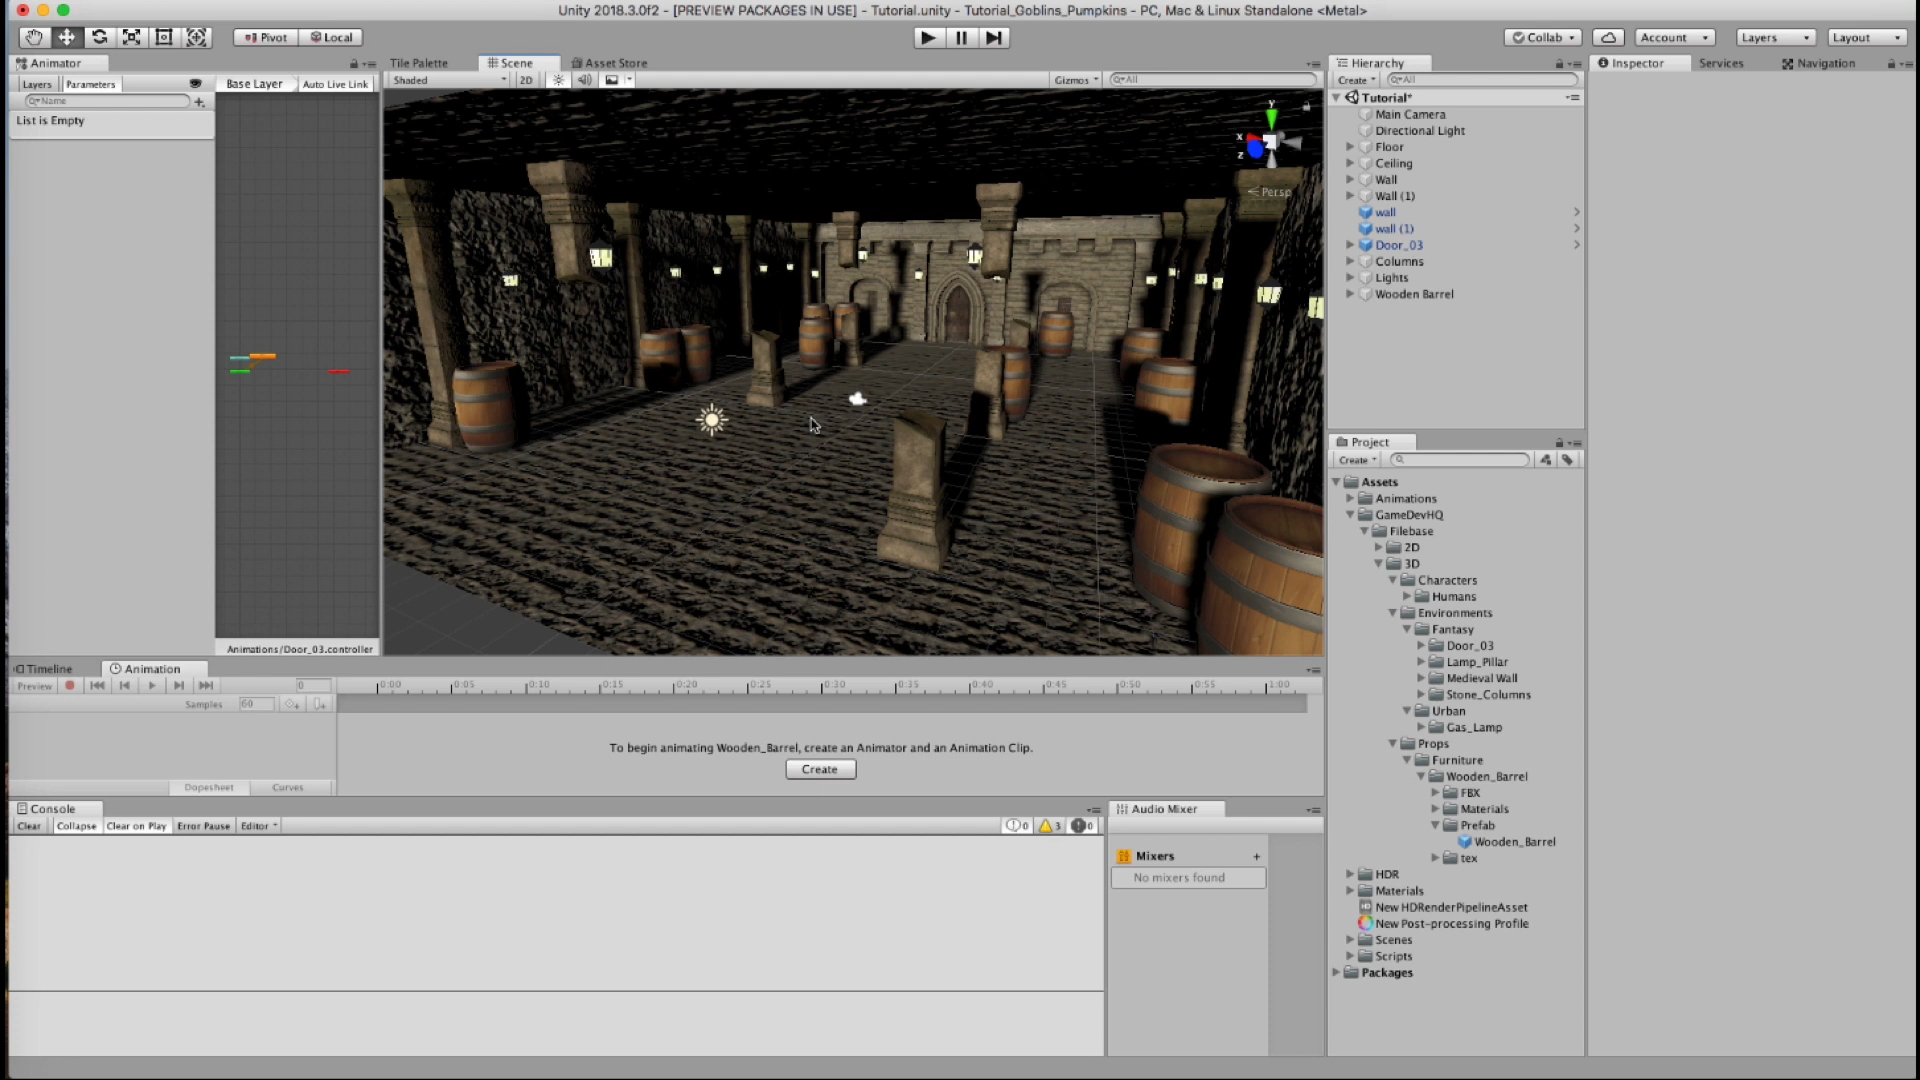 Unity 2018.3.0f2 - [PREVIEW PACKAGES IN USE] - Tutorial.unity - Tutorial_Goblins_Pumpkins - PC, Mac & Linux Standalone <Metal>
Pivot Local Collab Account Layers Layout
Animator
Layers Parameters Base Layer Auto Live Link
Name
List is Empty
Animations/Door_03.controller
Tile Palette Scene Asset Store
Shaded 2D Gizmos All
y
x
z
Persp
Hierarchy
Create All
Tutorial*
Main Camera
Directional Light
Floor
Ceiling
Wall
Wall (1)
wall
wall (1)
Door_03
Columns
Lights
Wooden Barrel
Inspector Services Navigation
Project
Create
Assets
Animations
GameDevHQ
Filebase
2D
3D
Characters
Humans
Environments
Fantasy
Door_03
Lamp_Pillar
Medieval Wall
Stone_Columns
Urban
Gas_Lamp
Props
Furniture
Wooden_Barrel
FBX
Materials
Prefab
Wooden_Barrel
tex
HDR
Materials
New HDRenderPipelineAsset
New Post-processing Profile
Scenes
Scripts
Packages
Timeline Animation
Preview 0 0:00 0:05 0:10 0:15 0:20 0:25 0:30 0:35 0:40 0:45 0:50 0:55 1:00
Samples 60
To begin animating Wooden_Barrel, create an Animator and an Animation Clip.
Create
Dopesheet Curves
Console
Clear Collapse Clear on Play Error Pause Editor 0 3 0
Audio Mixer
Mixers +
No mixers found